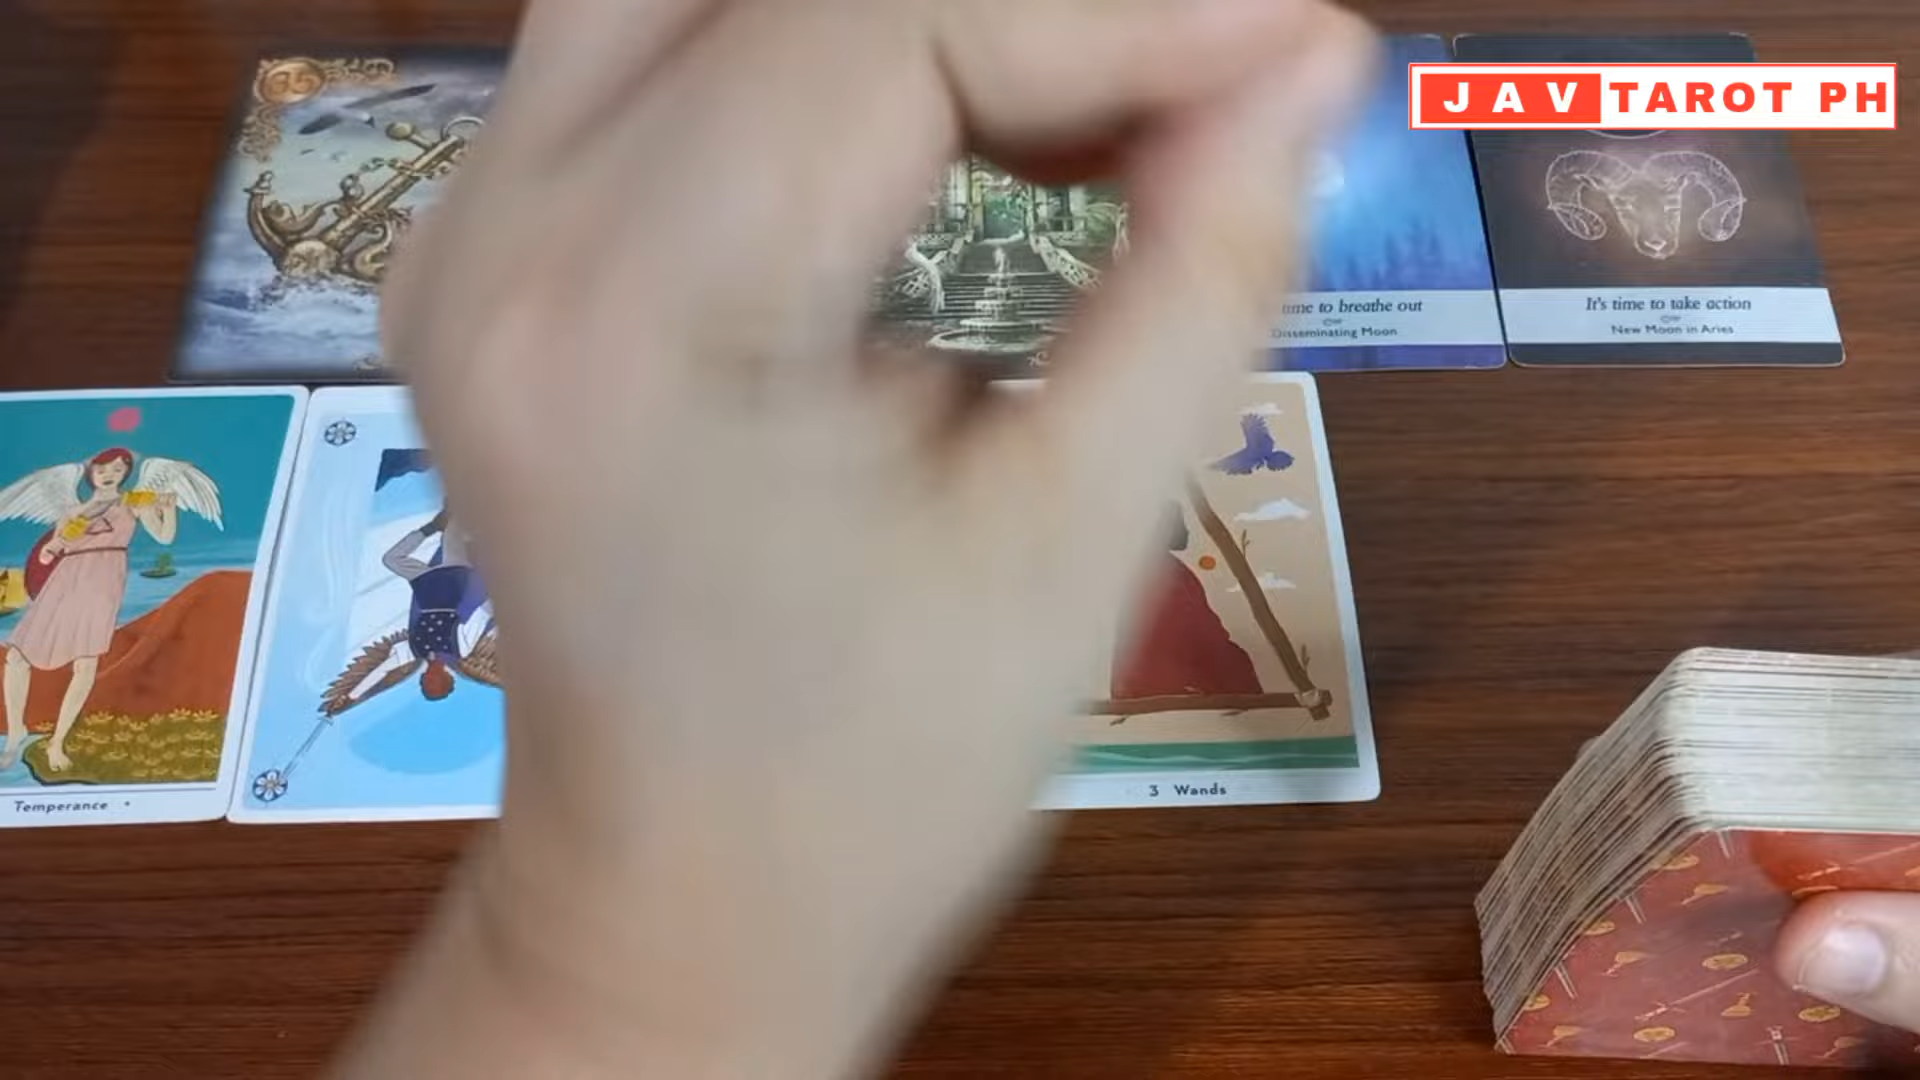 35
JAV TAROT PH
time to breathe out
Disseminating Moon
It's time to take action
New Moon in Aries
Temperance
3 Wands